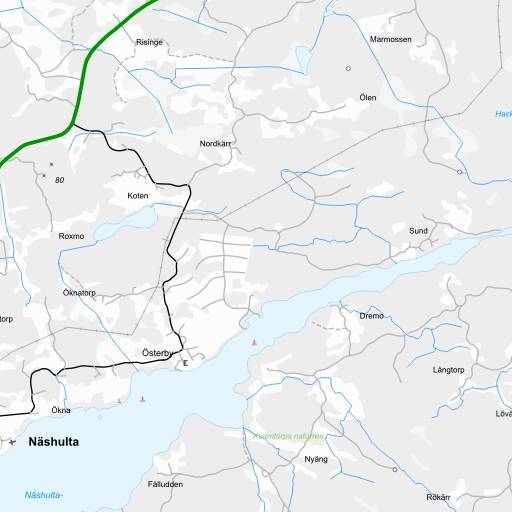 Risinge
Marmossen
Ölen
Hack
Nordkärr
80
Koten
Roxmo
Sund
Öknatorp
torp
Dremo
Österby
Långtorp
Ökna
Lövä
Näshulta
Kvarntorps naturres
Nyäng
Fälludden
Näshulta-
Rökärr